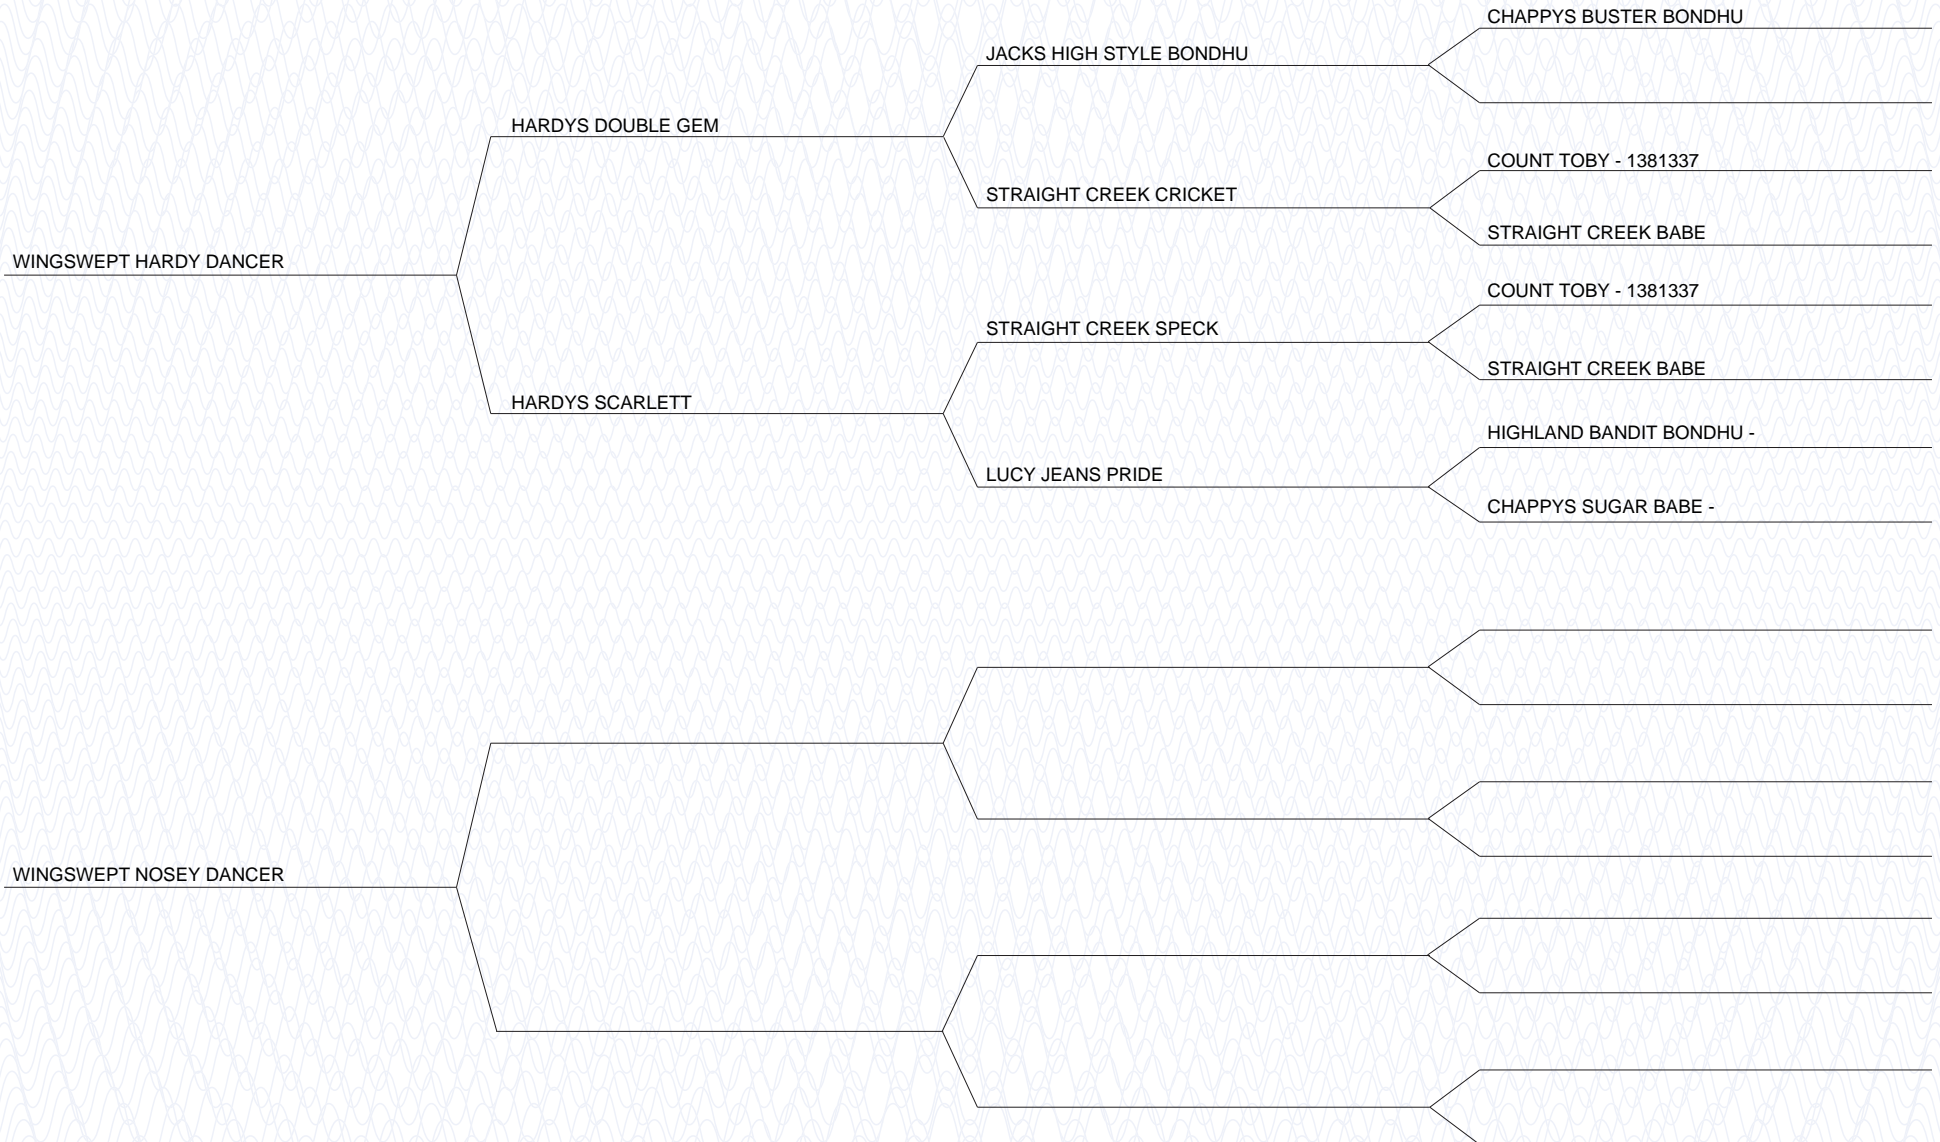 CHAPPYS BUSTER BONDHU
JACKS HIGH STYLE BONDHU
HARDYS DOUBLE GEM
COUNT TOBY - 1381337
STRAIGHT CREEK CRICKET
STRAIGHT CREEK BABE
WINGSWEPT HARDY DANCER
COUNT TOBY - 1381337
STRAIGHT CREEK SPECK
STRAIGHT CREEK BABE
HARDYS SCARLETT
HIGHLAND BANDIT BONDHU -
LUCY JEANS PRIDE
CHAPPYS SUGAR BABE -
WINGSWEPT NOSEY DANCER